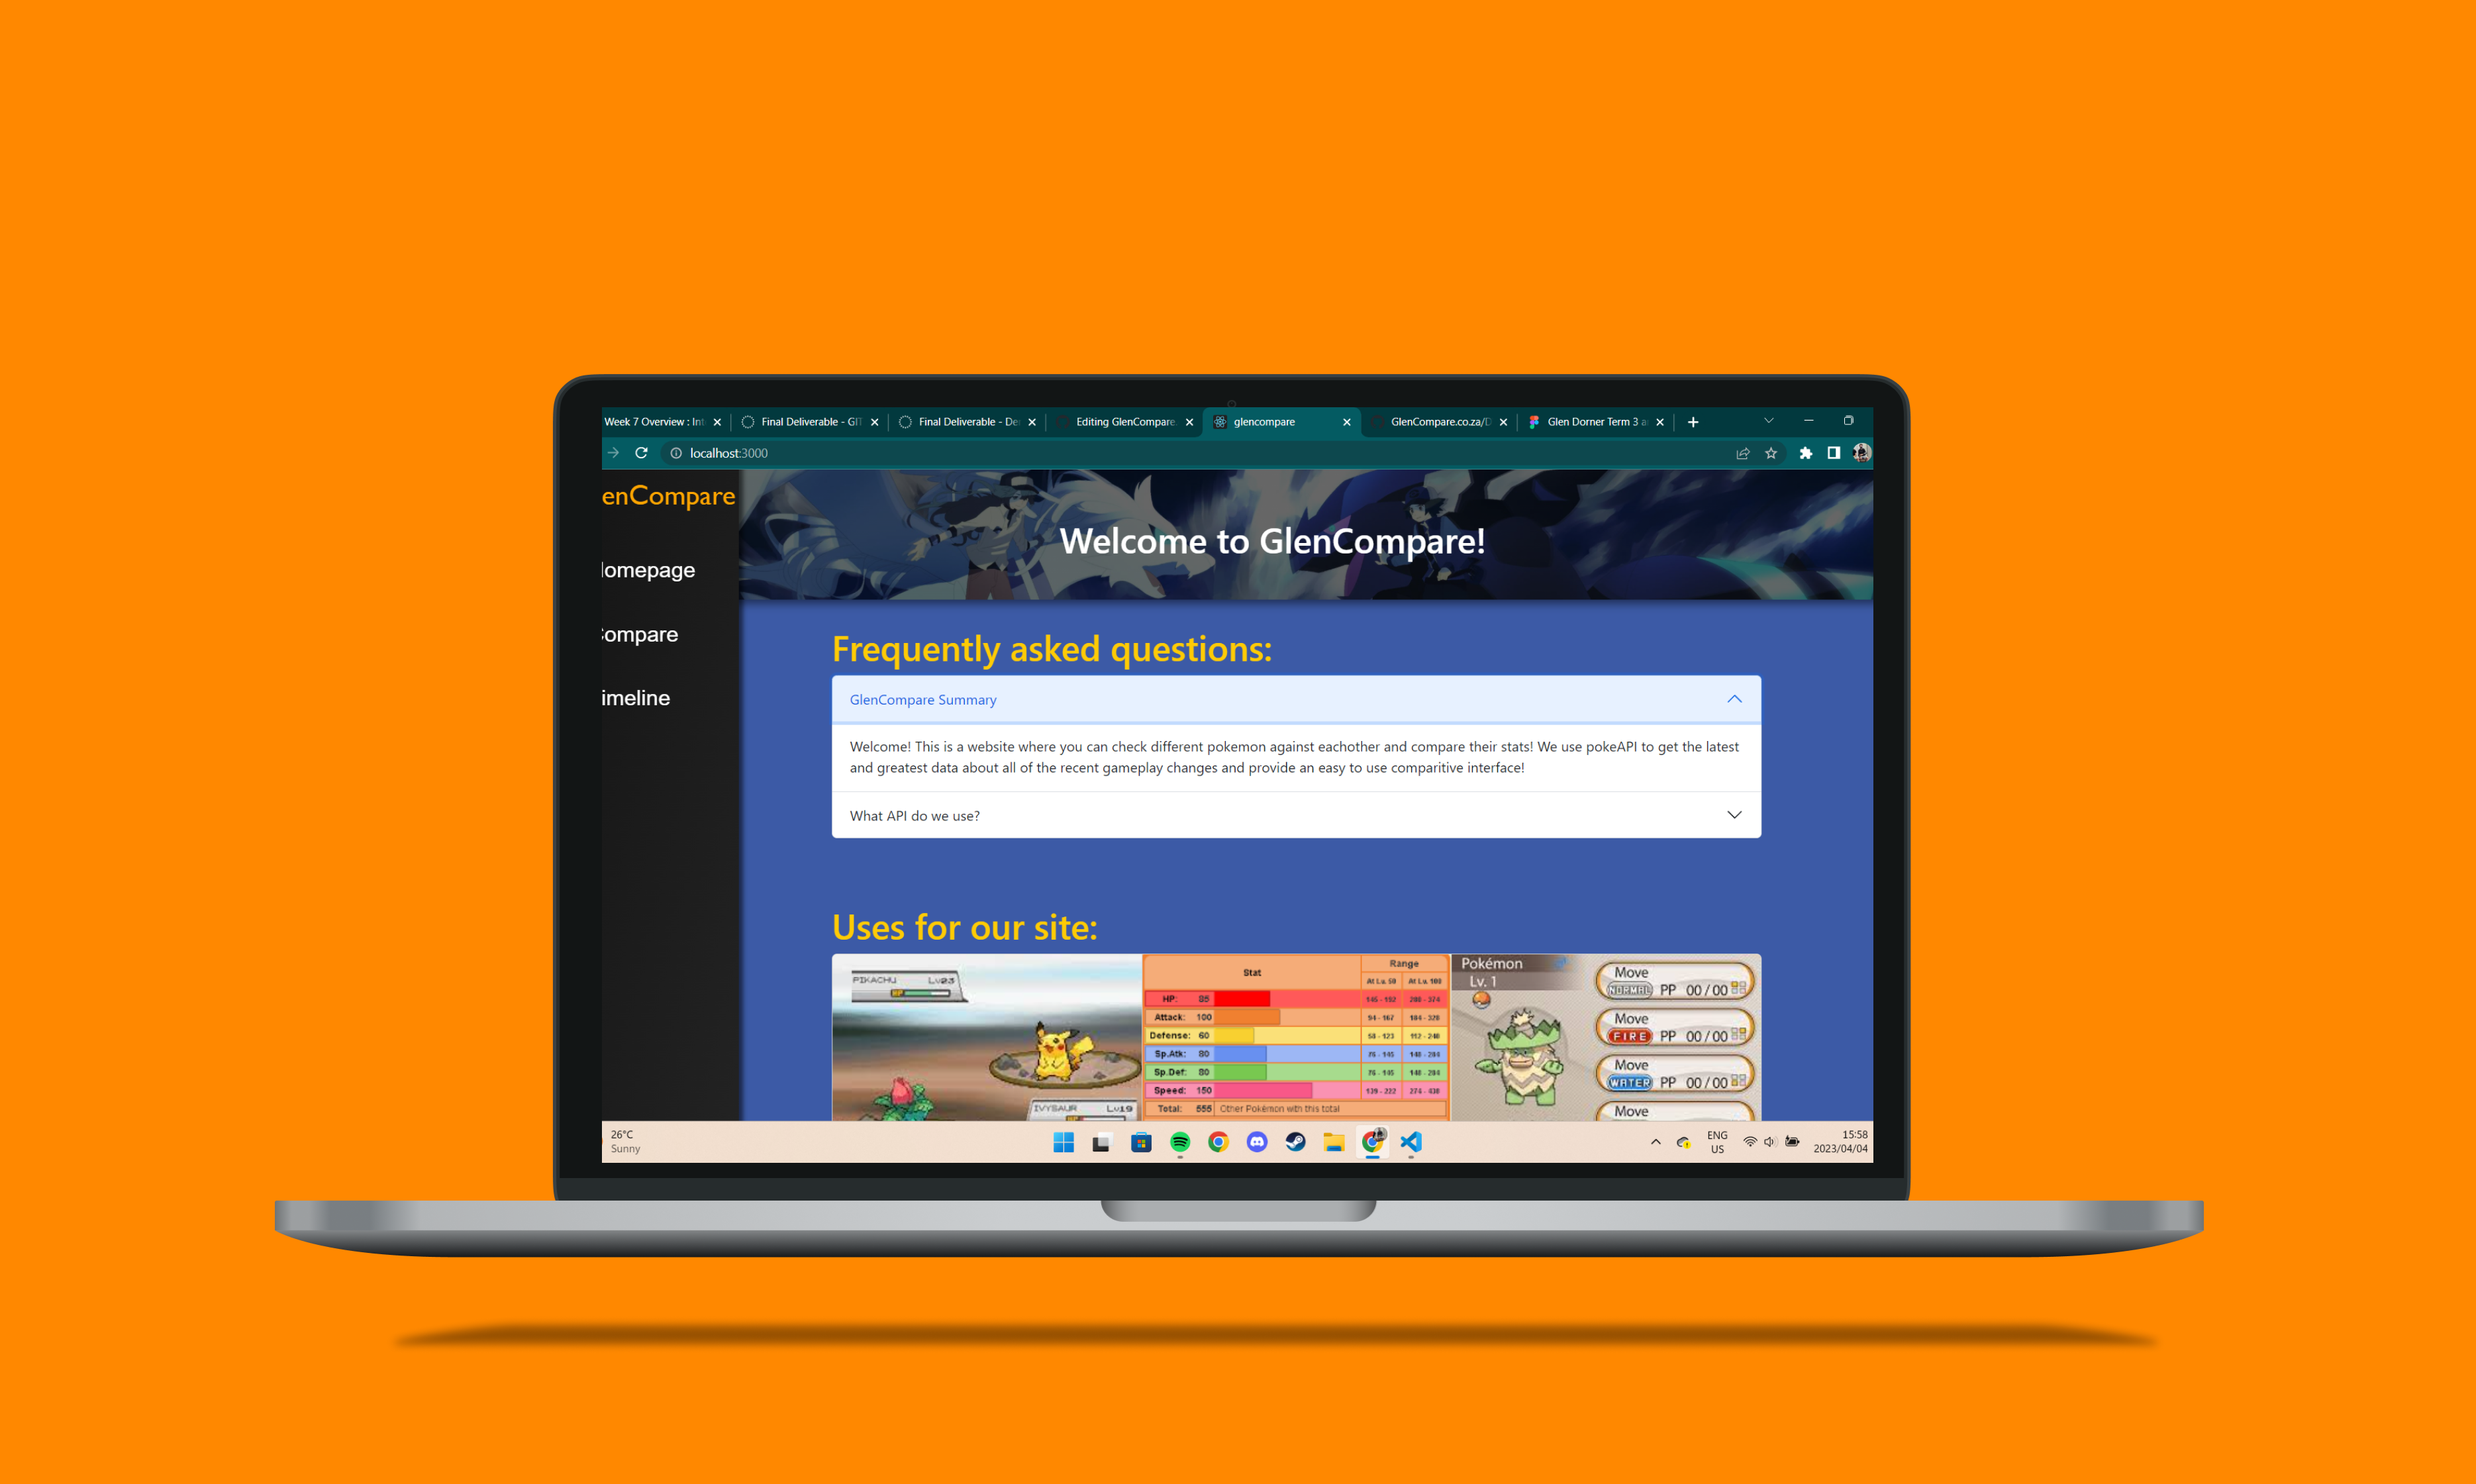 Week 7 Overview : Int
Final Deliverable - GIT
Final Deliverable - De
Editing GlenCompare.
glencompare
GlenCompare.co.za/D
Glen Dorner Term 3 a
localhost:3000
enCompare
omepage
ompare
imeline
Welcome to GlenCompare!
Frequently asked questions:
GlenCompare Summary
Welcome! This is a website where you can check different pokemon against eachother and compare their stats! We use pokeAPI to get the latest
and greatest data about all of the recent gameplay changes and provide an easy to use comparitive interface!
What API do we use?
Uses for our site:
PIKACHU Lv23
HP
IVYSAUR Lv19
Stat Range
At Lv. 50 At Lv. 100
HP: 85 145 - 192 280 - 374
Attack: 100 94 - 167 184 - 328
Defense: 60 58 - 123 112 - 240
Sp.Atk: 80 76 - 145 148 - 284
Sp.Def: 80 76 - 145 148 - 284
Speed: 150 139 - 222 274 - 438
Total: 555 Other Pokémon with this total
Pokémon
Lv. 1
Move
NORMAL PP 00/00
Move
FIRE PP 00/00
Move
WATER PP 00/00
Move
26°C
Sunny
ENG
US
15:58
2023/04/04